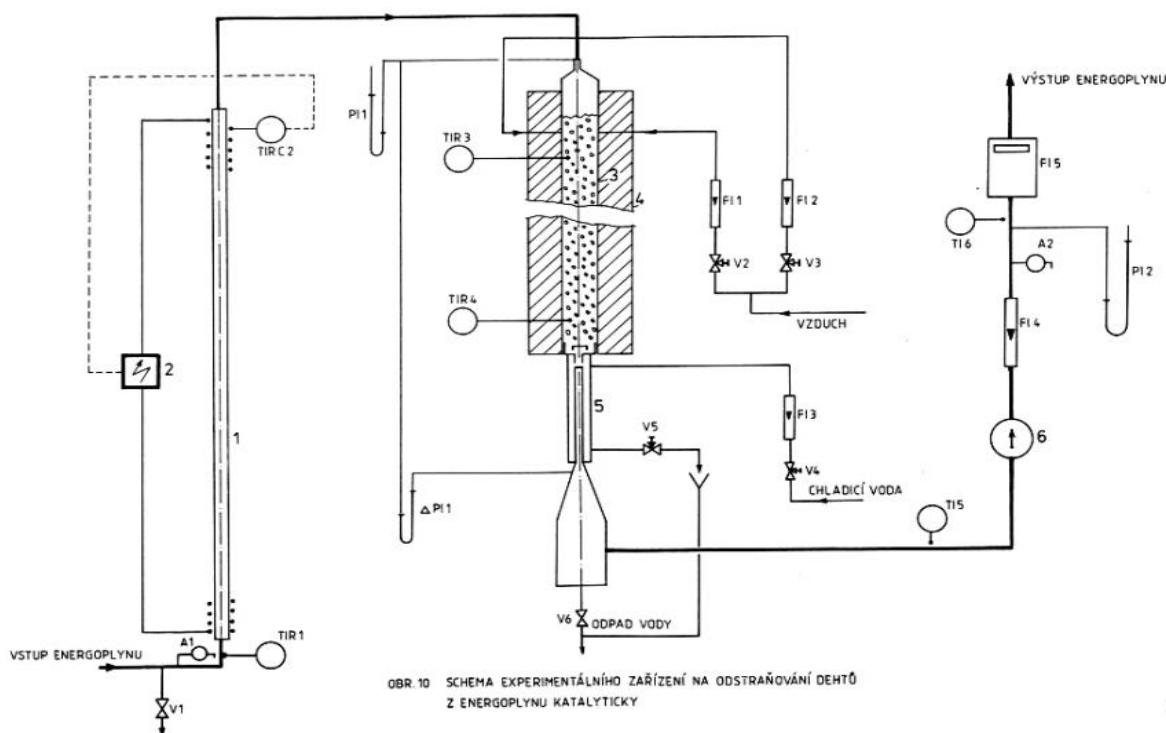 VÝSTUP ENERGOPLYNU
PI1
TIRC2
TIR3
3
4
FI1
FI2
FI5
TI6
A2
PI2
V2
V3
TIR4
VZDUCH
FI4
2
5
FI3
V5
6
1
V4
CHLADICÍ VODA
△PI1
TI5
V6
ODPAD VODY
A1
TIR1
VSTUP ENERGOPLYNU
V1
OBR. 10 SCHEMA EXPERIMENTÁLNÍHO ZAŘÍZENÍ NA ODSTRAŇOVÁNÍ DEHTŮ
Z ENERGOPLYNU KATALYTICKY